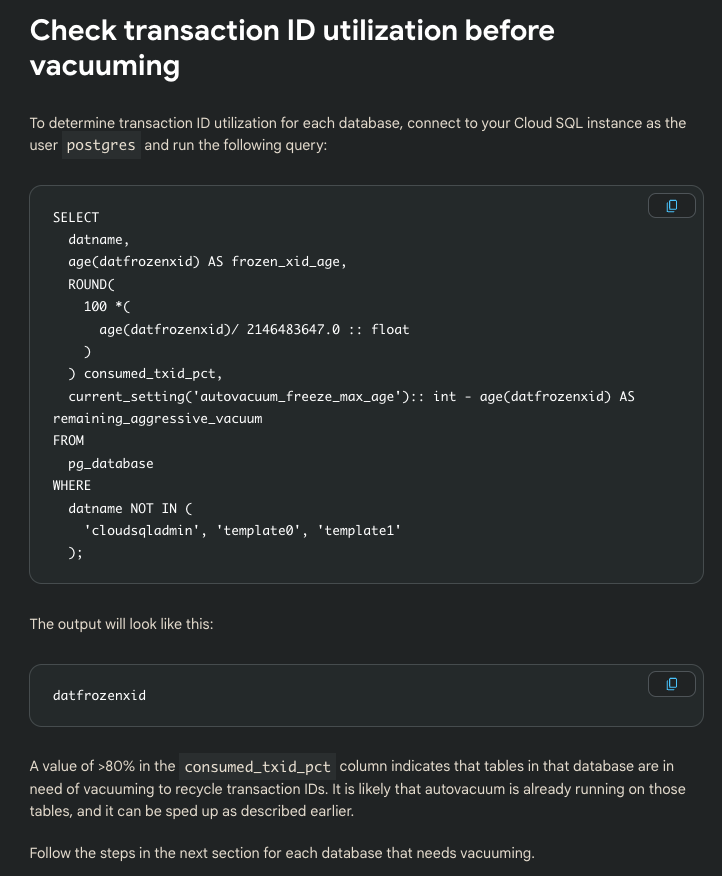 Check transaction ID utilization before
vacuuming
To determine transaction ID utilization for each database, connect to your Cloud SQL instance as the
user postgres and run the following query:
SELECT
  datname,
  age(datfrozenxid) AS frozen_xid_age,
  ROUND(
    100 *(
      age(datfrozenxid)/ 2146483647.0 :: float
    )
  ) consumed_txid_pct,
  current_setting('autovacuum_freeze_max_age'):: int - age(datfrozenxid) AS
remaining_aggressive_vacuum
FROM
  pg_database
WHERE
  datname NOT IN (
    'cloudsqladmin', 'template0', 'template1'
  );
The output will look like this:
datfrozenxid
A value of >80% in the consumed_txid_pct column indicates that tables in that database are in
need of vacuuming to recycle transaction IDs. It is likely that autovacuum is already running on those
tables, and it can be sped up as described earlier.
Follow the steps in the next section for each database that needs vacuuming.